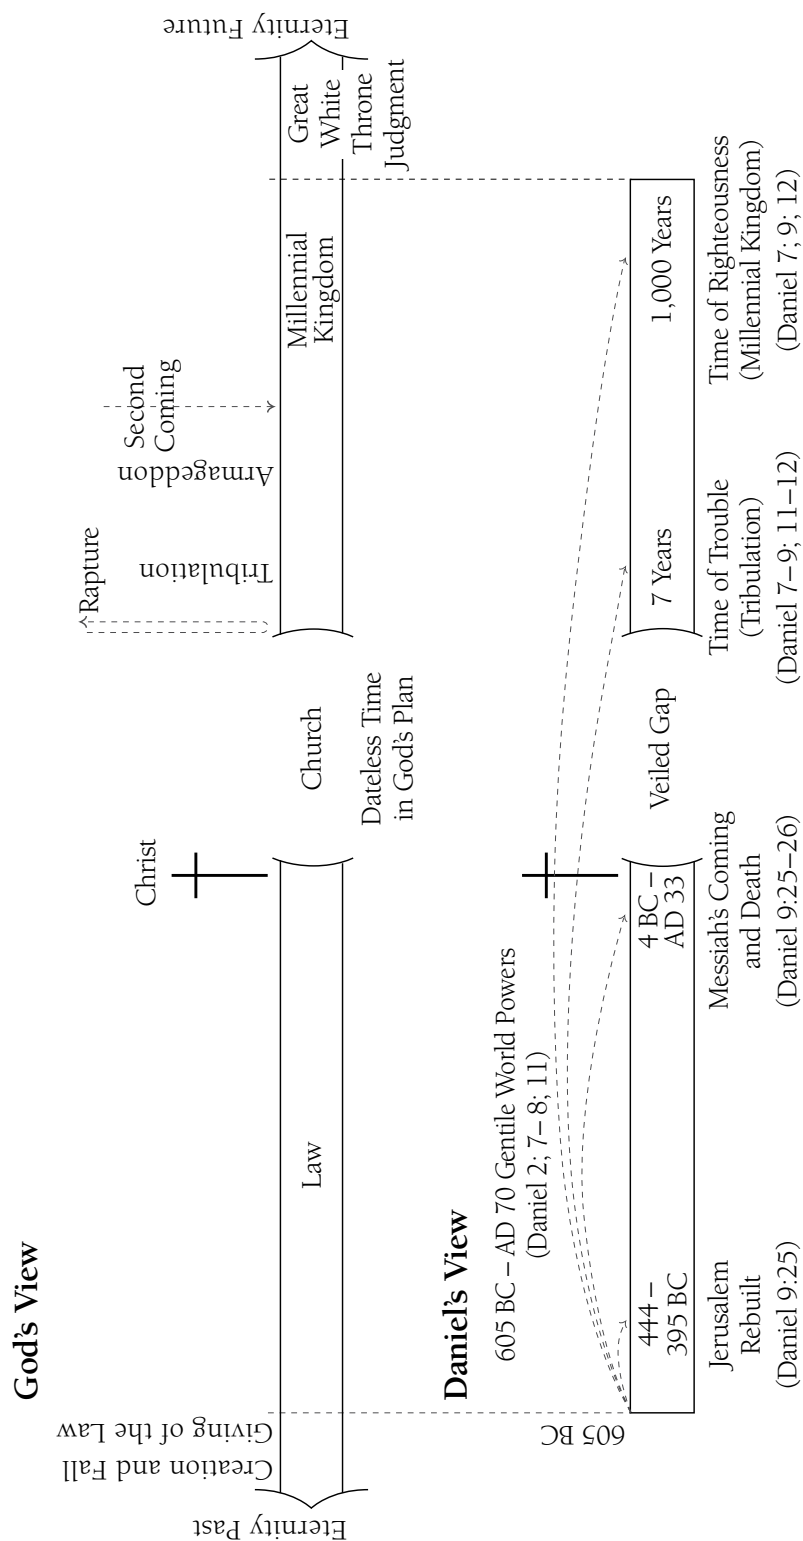 God's View
Eternity Past
Creation and Fall
Giving of the Law
Law
Christ
Church
Dateless Time
in God's Plan
Rapture
Tribulation
Armageddon
Second
Coming
Millennial
Kingdom
Great
White
Throne
Judgment
Eternity Future
Daniel's View
605 BC – AD 70 Gentile World Powers
(Daniel 2; 7– 8; 11)
605 BC
444 –
395 BC
Jerusalem
Rebuilt
(Daniel 9:25)
4 BC –
AD 33
Messiah's Coming
and Death
(Daniel 9:25–26)
Veiled Gap
7 Years
Time of Trouble
(Tribulation)
(Daniel 7–9; 11–12)
1,000 Years
Time of Righteousness
(Millennial Kingdom)
(Daniel 7; 9; 12)